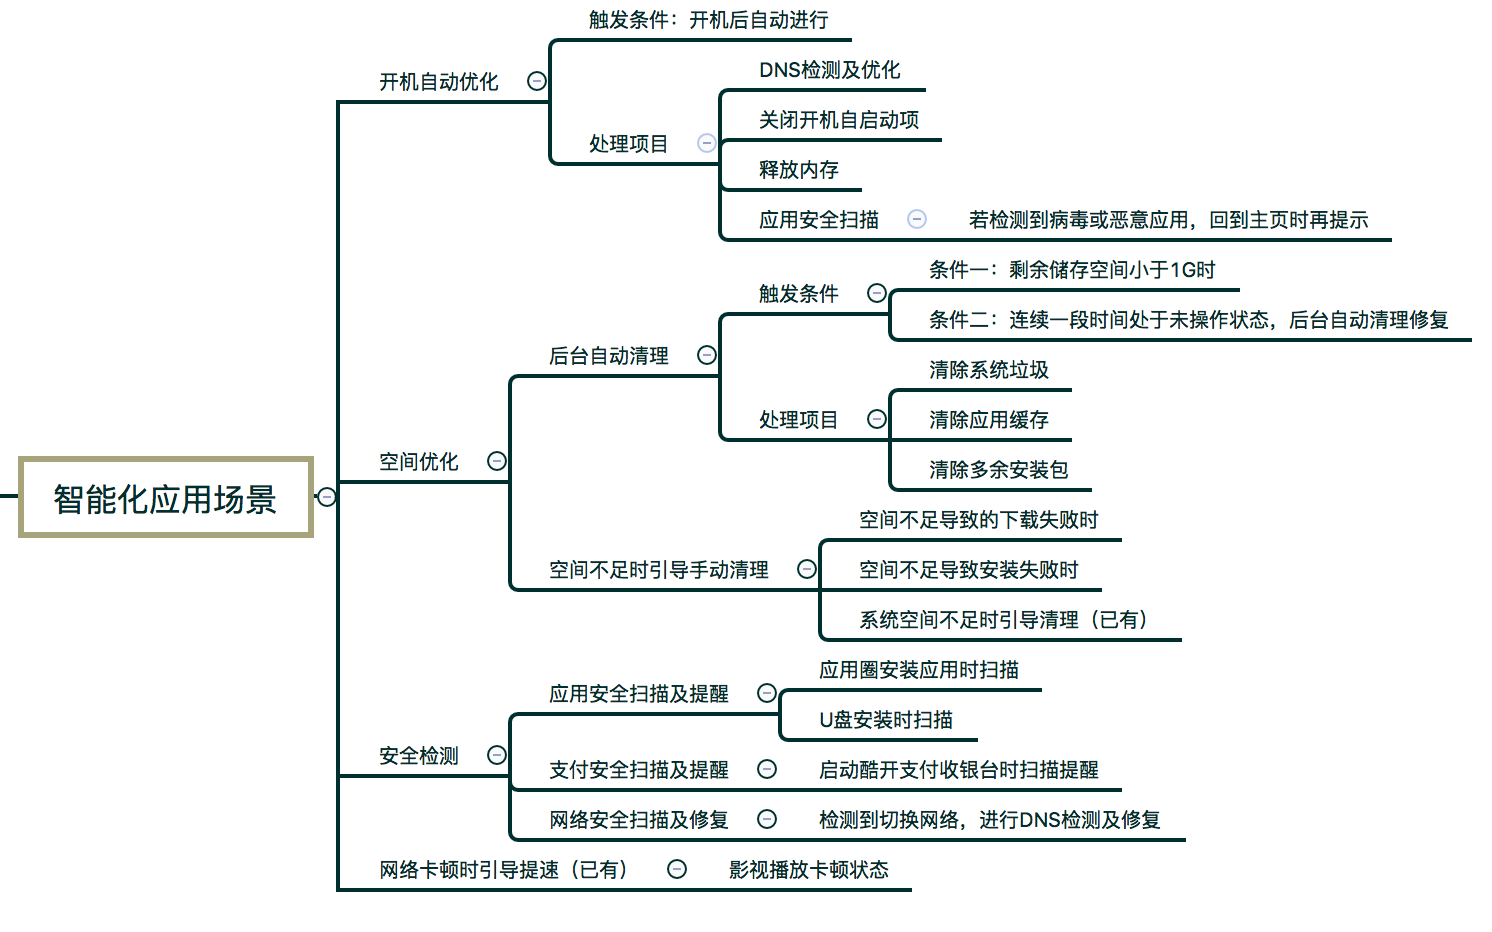 智能化应用场景
开机自动优化
触发条件：开机后自动进行
处理项目
DNS检测及优化
关闭开机自启动项
释放内存
应用安全扫描
若检测到病毒或恶意应用，回到主页时再提示
空间优化
后台自动清理
触发条件
条件一：剩余储存空间小于1G时
条件二：连续一段时间处于未操作状态，后台自动清理修复
处理项目
清除系统垃圾
清除应用缓存
清除多余安装包
空间不足时引导手动清理
空间不足导致的下载失败时
空间不足导致安装失败时
系统空间不足时引导清理（已有）
安全检测
应用安全扫描及提醒
应用圈安装应用时扫描
U盘安装时扫描
支付安全扫描及提醒
启动酷开支付收银台时扫描提醒
网络安全扫描及修复
检测到切换网络，进行DNS检测及修复
网络卡顿时引导提速（已有）
影视播放卡顿状态